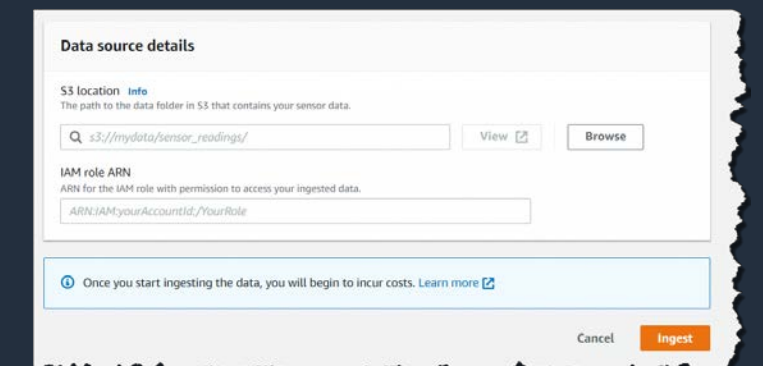 Data source details
S3 location Info
The path to the data folder in S3 that contains your sensor data.
s3://mydata/sensor_readings/ View Browse
IAM role ARN
ARN for the IAM role with permission to access your ingested data.
ARN:IAM:yourAccountId:/YourRole
Once you start ingesting the data, you will begin to incur costs. Learn more
Cancel Ingest